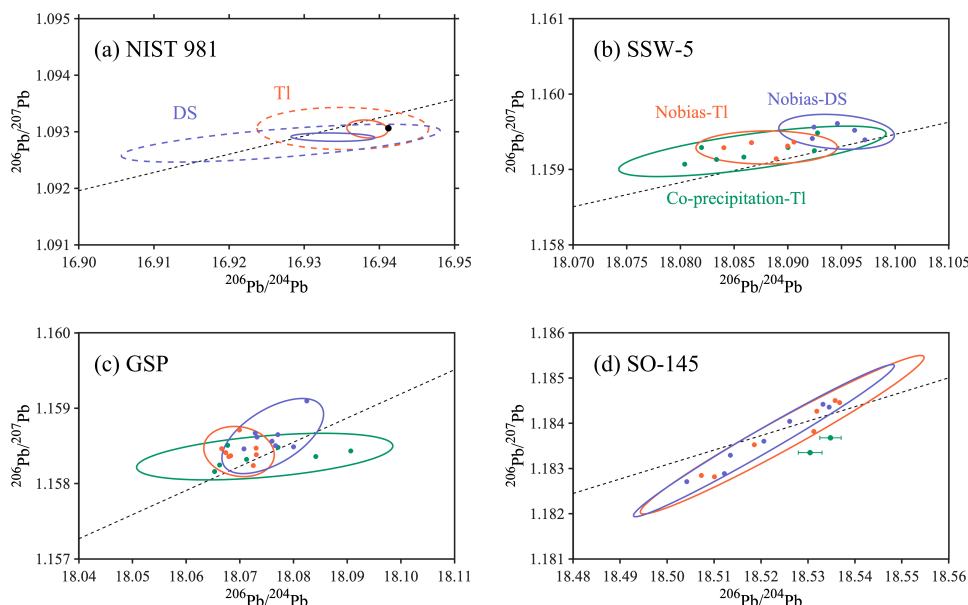 (a) NIST 981
Tl
DS
1.095
1.094
1.093
1.092
1.091
²⁰⁶Pb/²⁰⁷Pb
16.90 16.91 16.92 16.93 16.94 16.95
²⁰⁶Pb/²⁰⁴Pb
(b) SSW-5
Nobias-DS
Nobias-Tl
Co-precipitation-Tl
1.161
1.160
1.159
1.158
²⁰⁶Pb/²⁰⁷Pb
18.070 18.075 18.080 18.085 18.090 18.095 18.100 18.105
²⁰⁶Pb/²⁰⁴Pb
(c) GSP
1.160
1.159
1.158
1.157
²⁰⁶Pb/²⁰⁷Pb
18.04 18.05 18.06 18.07 18.08 18.09 18.10 18.11
²⁰⁶Pb/²⁰⁴Pb
(d) SO-145
1.186
1.185
1.184
1.183
1.182
1.181
²⁰⁶Pb/²⁰⁷Pb
18.48 18.49 18.50 18.51 18.52 18.53 18.54 18.55 18.56
²⁰⁶Pb/²⁰⁴Pb